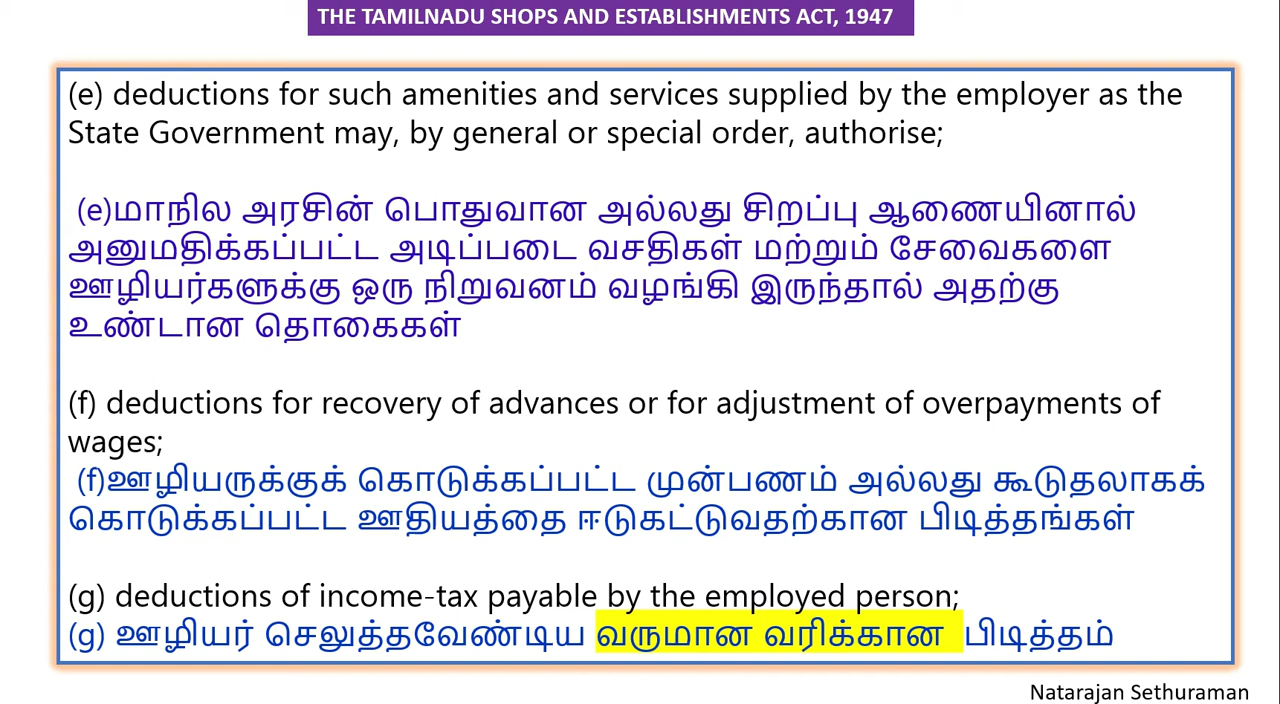 THE TAMILNADU SHOPS AND ESTABLISHMENTS ACT, 1947
(e) deductions for such amenities and services supplied by the employer as the
State Government may, by general or special order, authorise;
(e)மாநில அரசின் பொதுவான அல்லது சிறப்பு ஆணையினால்
அனுமதிக்கப்பட்ட அடிப்படை வசதிகள் மற்றும் சேவைகளை
ஊழியர்களுக்கு ஒரு நிறுவனம் வழங்கி இருந்தால் அதற்கு
உண்டான தொகைகள்
(f) deductions for recovery of advances or for adjustment of overpayments of
wages;
(f)ஊழியருக்குக் கொடுக்கப்பட்ட முன்பணம் அல்லது கூடுதலாகக்
கொடுக்கப்பட்ட ஊதியத்தை ஈடுகட்டுவதற்கான பிடித்தங்கள்
(g) deductions of income-tax payable by the employed person;
(g) ஊழியர் செலுத்தவேண்டிய வருமான வரிக்கான பிடித்தம்
Natarajan Sethuraman